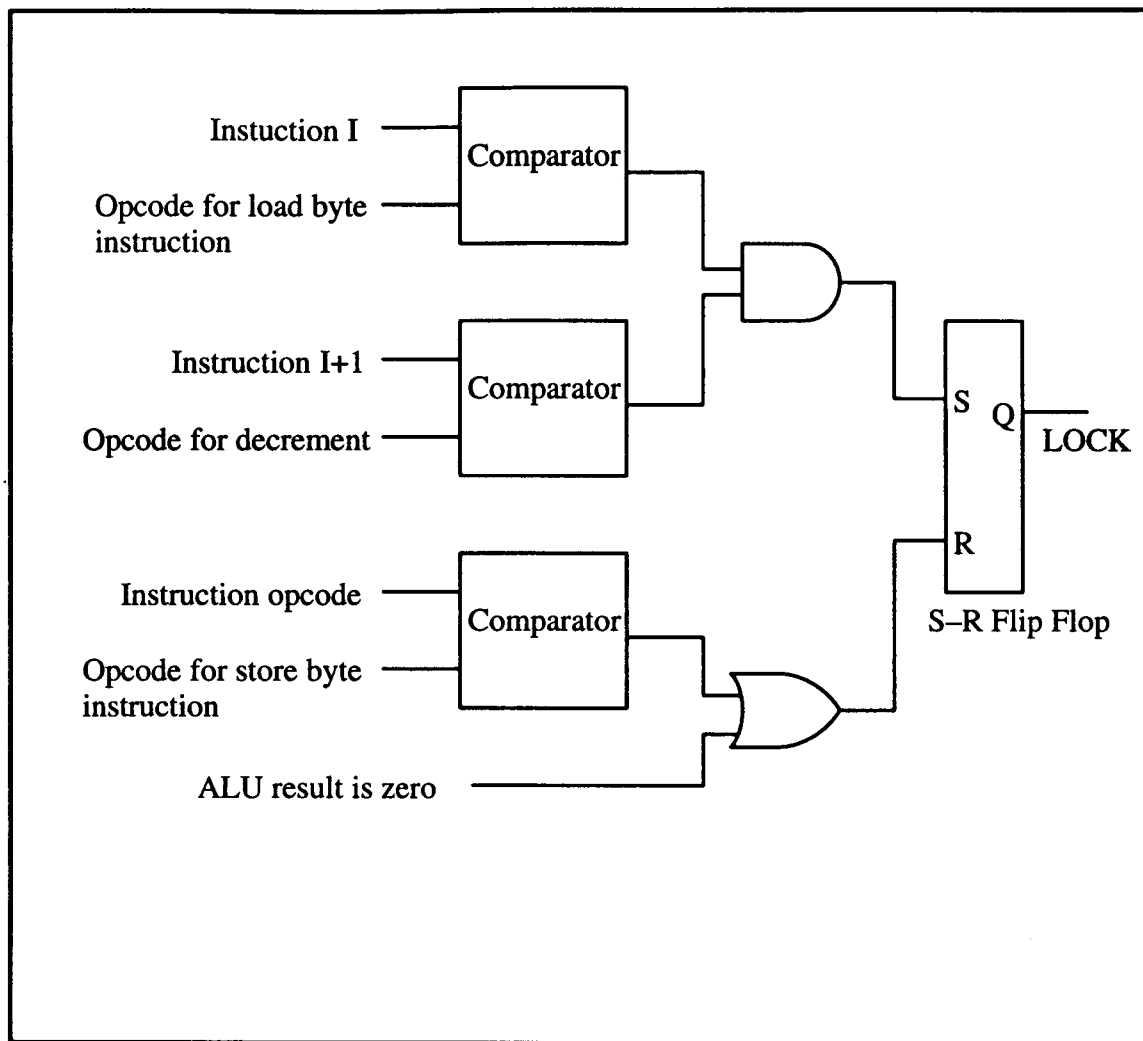 Instuction I
Comparator
Opcode for load byte
instruction
Instruction I+1
Comparator
Opcode for decrement
S
Q
LOCK
R
S–R Flip Flop
Instruction opcode
Comparator
Opcode for store byte
instruction
ALU result is zero